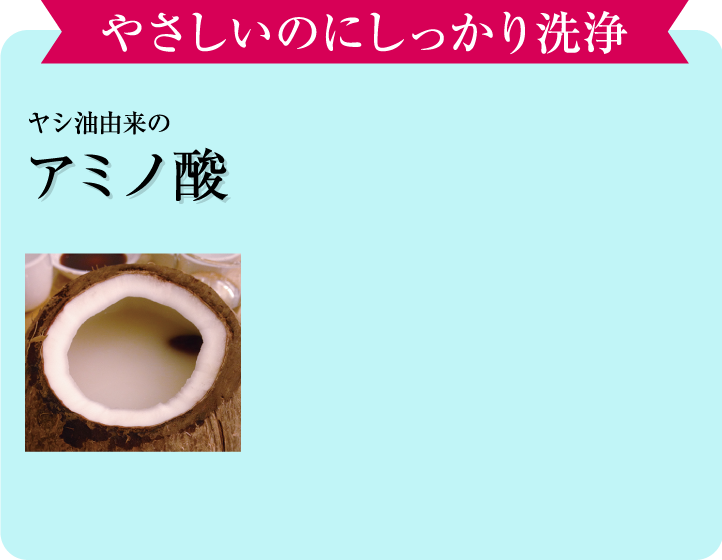 やさしいのにしっかり洗浄
ヤシ油由来の
アミノ酸